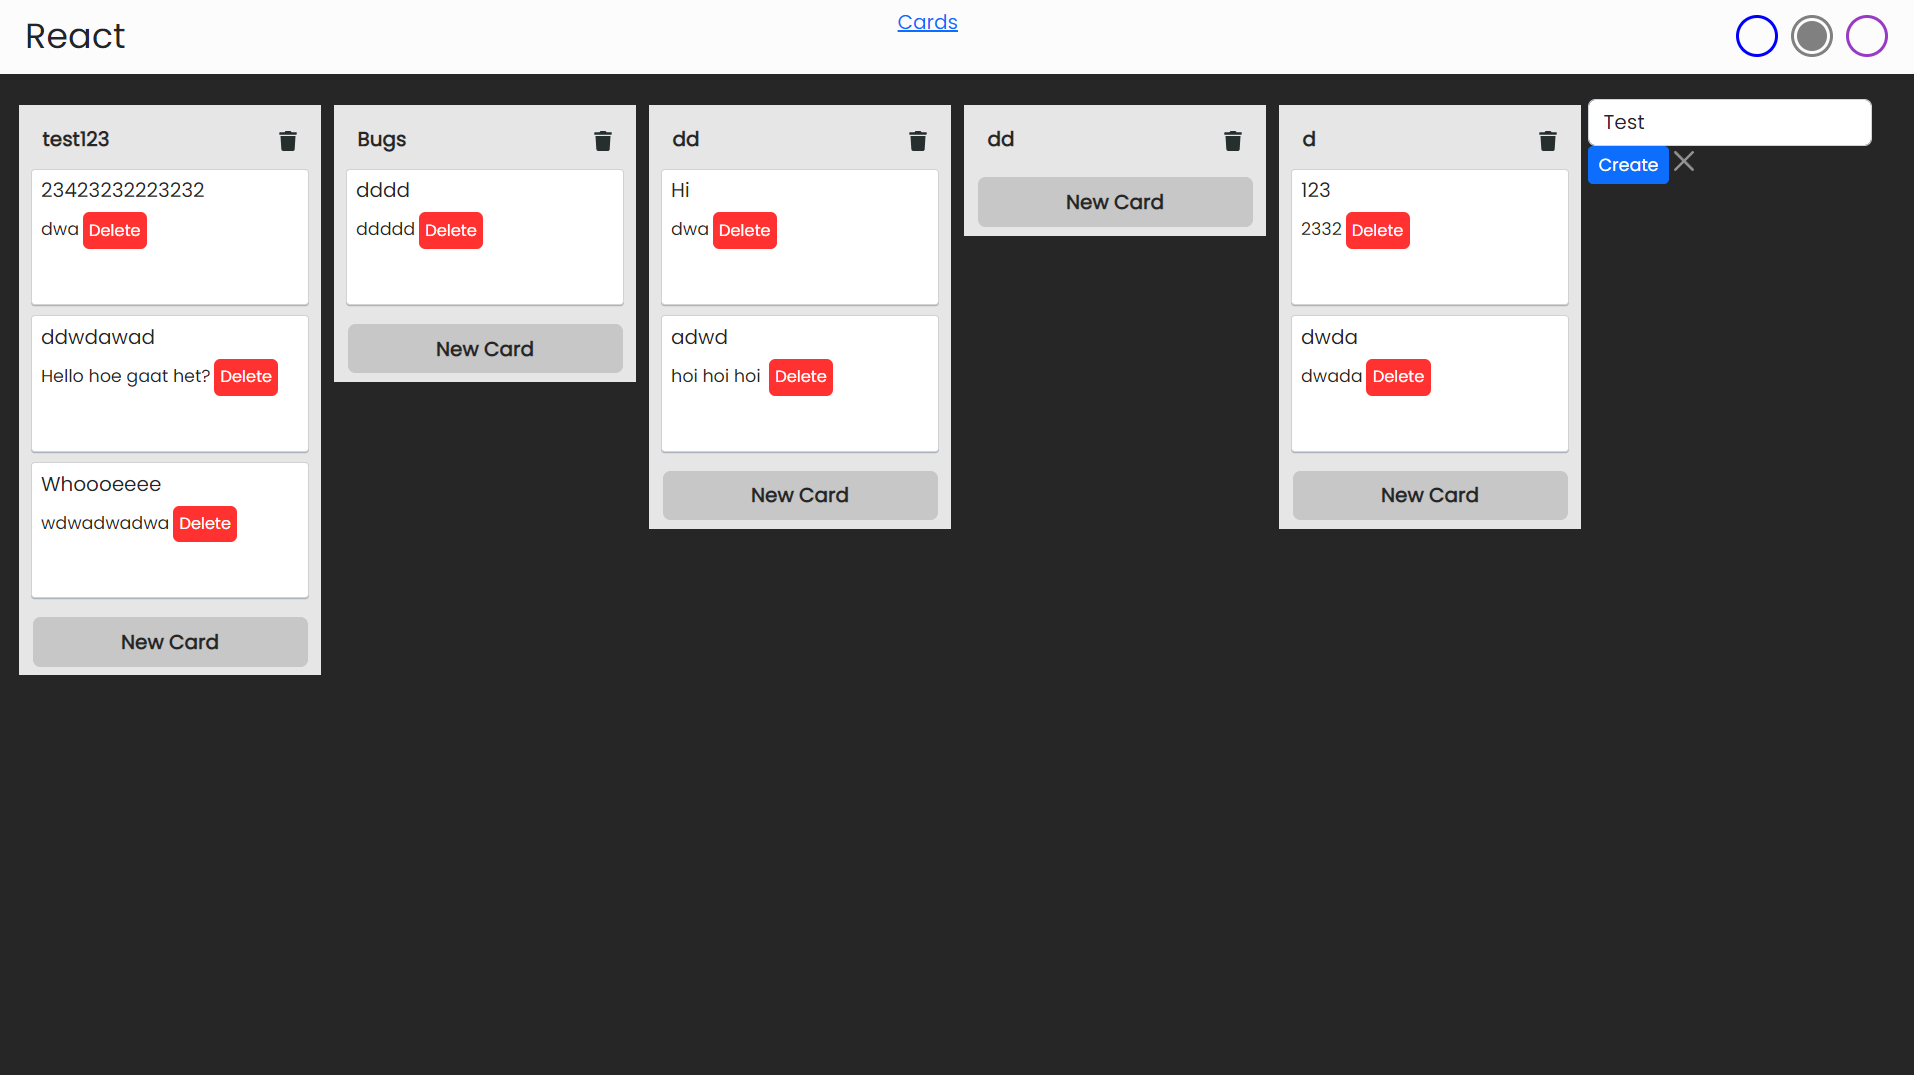 React
Cards
test123
23423232223232
dwa Delete
ddwdawad
Hello hoe gaat het? Delete
Whoooeeee
wdwadwadwa Delete
New Card
Bugs
dddd
ddddd Delete
New Card
dd
Hi
dwa Delete
adwd
hoi hoi hoi Delete
New Card
dd
New Card
d
123
2332 Delete
dwda
dwada Delete
New Card
Test
Create